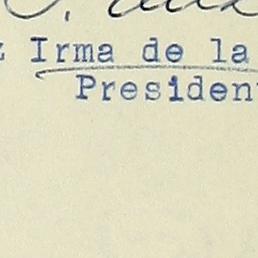 Irma de la
Presiden